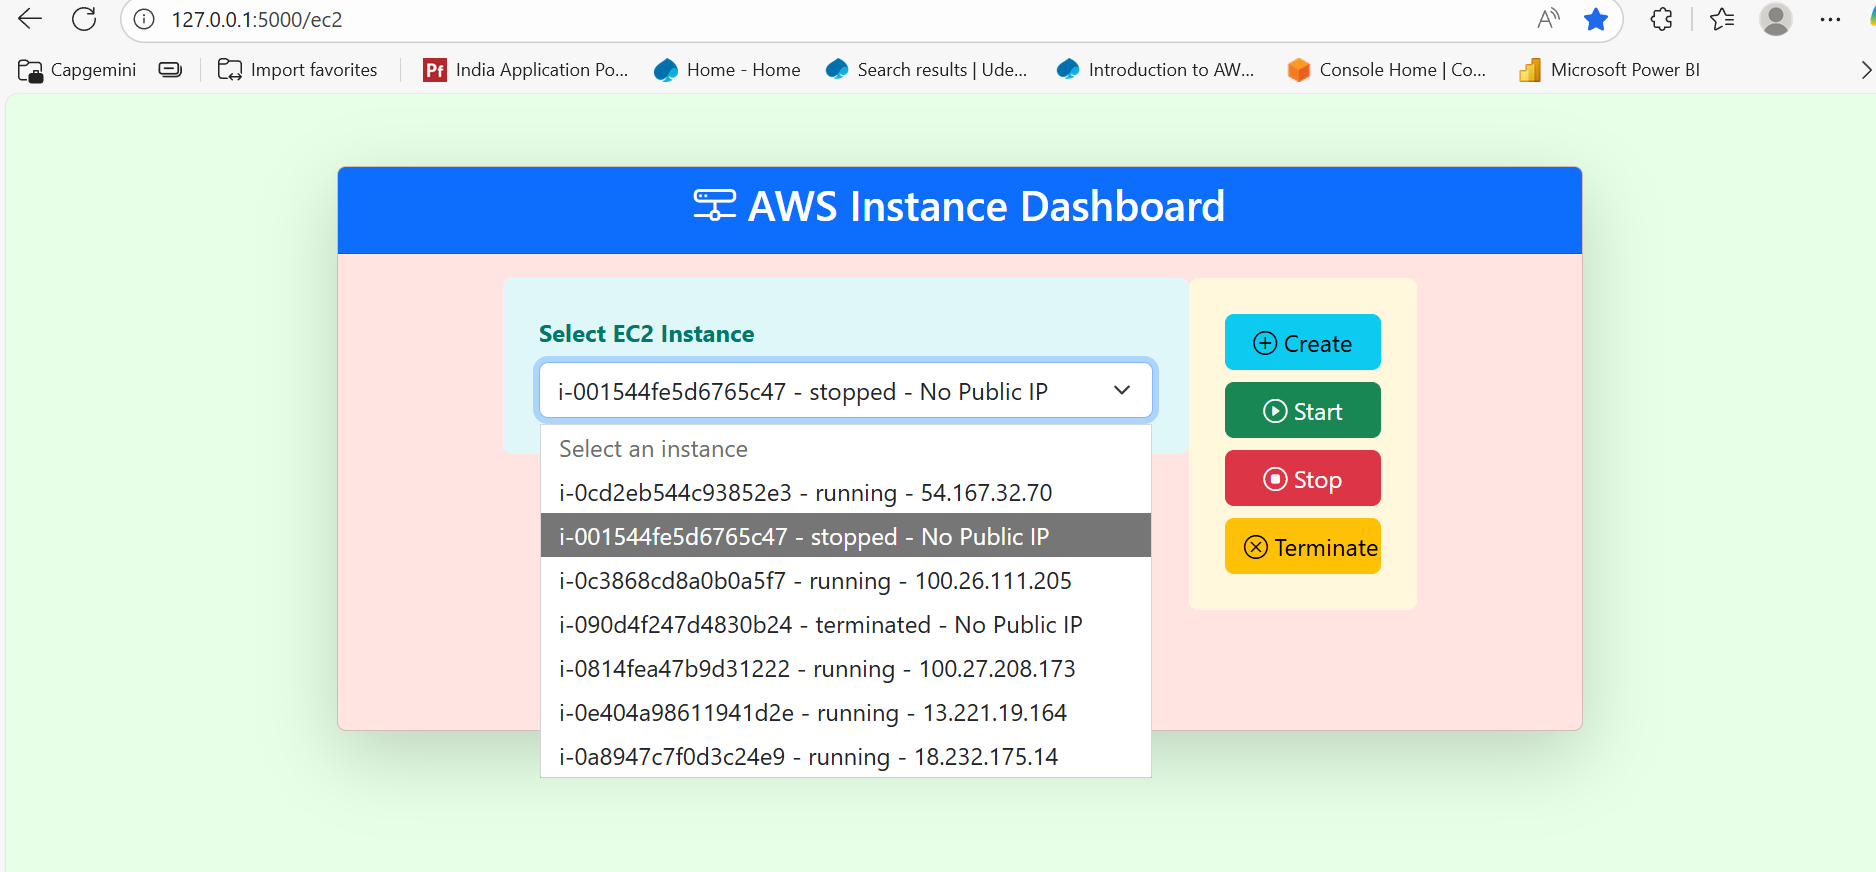 127.0.0.1:5000/ec2
Capgemini
Import favorites
India Application Po...
Home - Home
Search results | Ude...
Introduction to AW...
Console Home | Co...
Microsoft Power BI
AWS Instance Dashboard
Select EC2 Instance
i-001544fe5d6765c47 - stopped - No Public IP
Select an instance
i-0cd2eb544c93852e3 - running - 54.167.32.70
i-001544fe5d6765c47 - stopped - No Public IP
i-0c3868cd8a0b0a5f7 - running - 100.26.111.205
i-090d4f247d4830b24 - terminated - No Public IP
i-0814fea47b9d31222 - running - 100.27.208.173
i-0e404a98611941d2e - running - 13.221.19.164
i-0a8947c7f0d3c24e9 - running - 18.232.175.14
Create
Start
Stop
Terminate